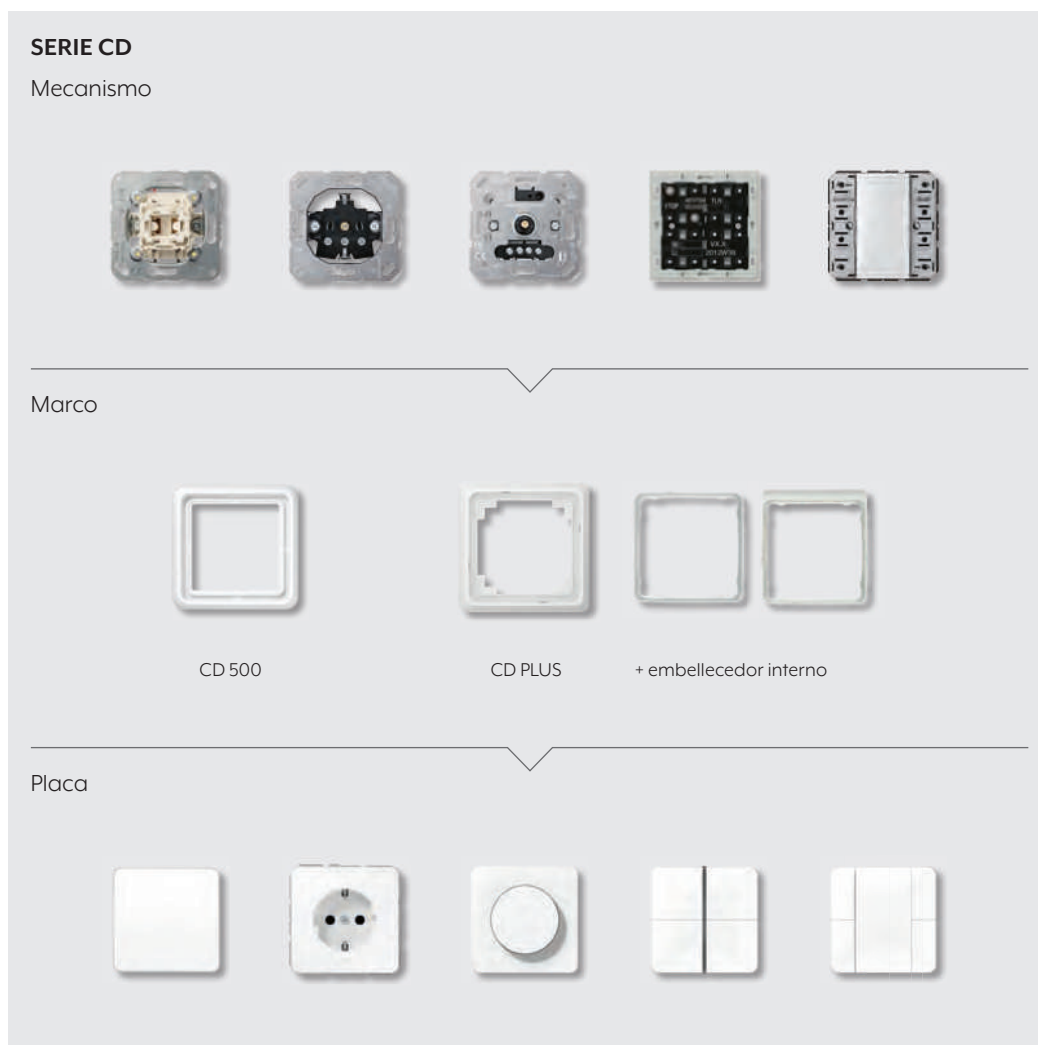 SERIE CD
Mecanismo
Marco
CD 500
CD PLUS
+ embellecedor interno
Placa